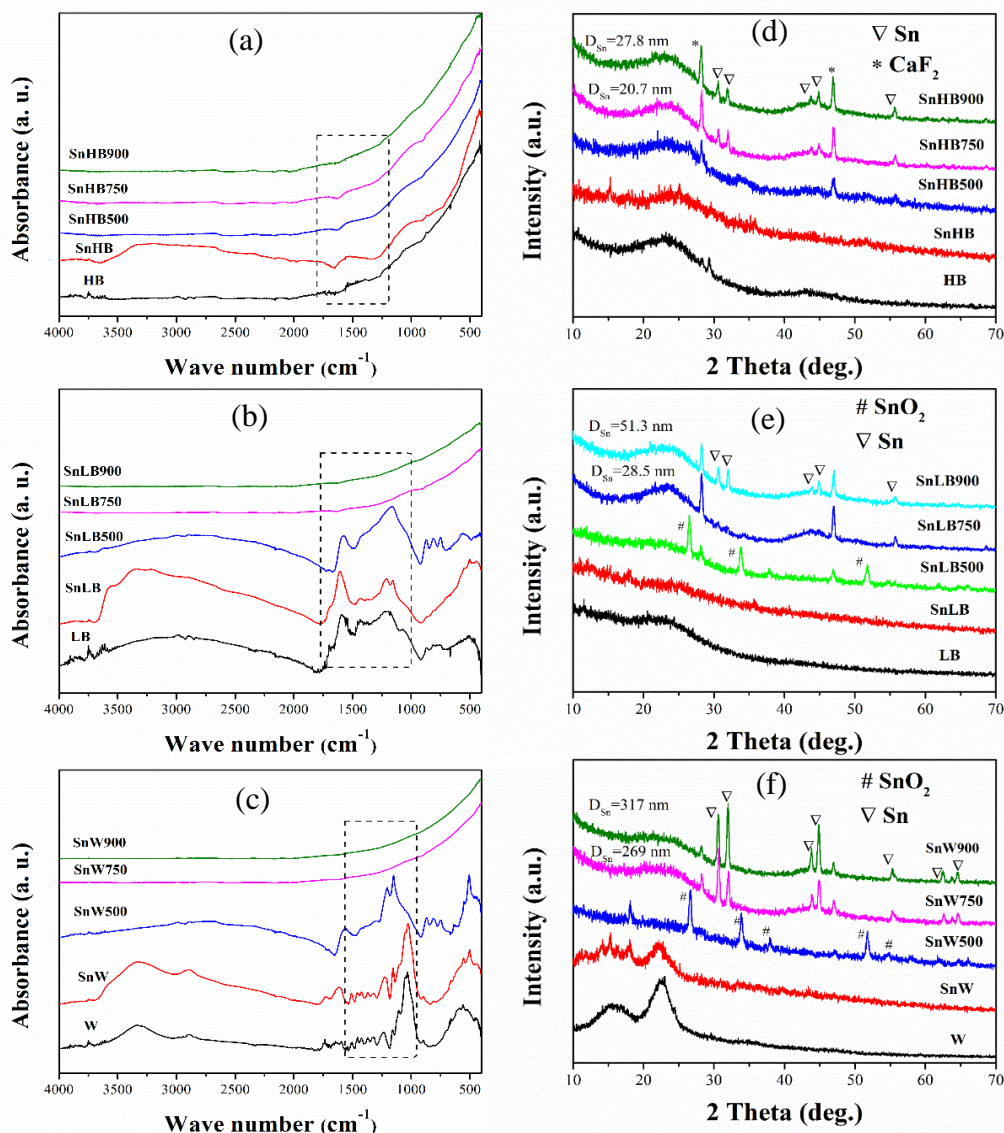 (a)
SnHB900
SnHB750
SnHB500
SnHB
HB
Absorbance (a. u.)
4000 3500 3000 2500 2000 1500 1000 500
Wave number (cm⁻¹)
(d)
▽ Sn
* CaF₂
D_Sn=27.8 nm
* ▽ ▽ ▽ ▽ * ▽
SnHB900
D_Sn=20.7 nm
SnHB750
SnHB500
SnHB
HB
Intensity (a.u.)
10 20 30 40 50 60 70
2 Theta (deg.)
(b)
SnLB900
SnLB750
SnLB500
SnLB
LB
Absorbance (a. u.)
4000 3500 3000 2500 2000 1500 1000 500
Wave number (cm⁻¹)
(e)
# SnO₂
▽ Sn
D_Sn=51.3 nm
▽ ▽ ▽ ▽ ▽
SnLB900
D_Sn=28.5 nm
SnLB750
# # #
SnLB500
SnLB
LB
Intensity (a.u.)
10 20 30 40 50 60 70
2 Theta (deg.)
(c)
SnW900
SnW750
SnW500
SnW
W
Absorbance (a. u.)
4000 3500 3000 2500 2000 1500 1000 500
Wave number (cm⁻¹)
(f)
# SnO₂
▽ Sn
D_Sn=317 nm
▽ ▽ ▽ ▽ ▽ ▽ ▽
SnW900
D_Sn=269 nm
SnW750
# # # # #
SnW500
SnW
W
Intensity (a.u.)
10 20 30 40 50 60 70
2 Theta (deg.)